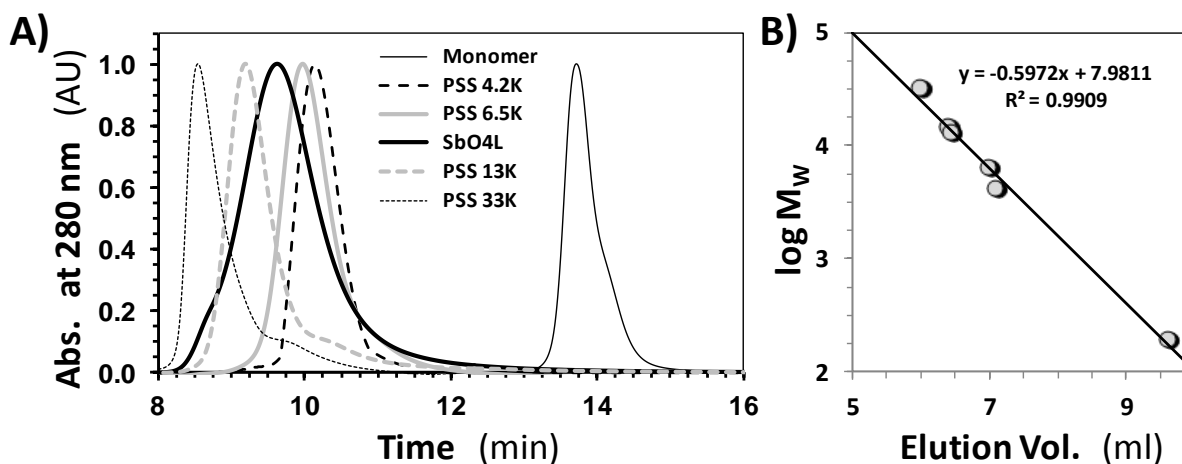 A)
Abs. at 280 nm (AU)
1.0
0.8
0.6
0.4
0.2
0.0
Monomer
PSS 4.2K
PSS 6.5K
SbO4L
PSS 13K
PSS 33K
8 10 12 14 16
Time (min)
B)
log Mw
5
4
3
2
y = -0.5972x + 7.9811
R² = 0.9909
5 7 9
Elution Vol. (ml)